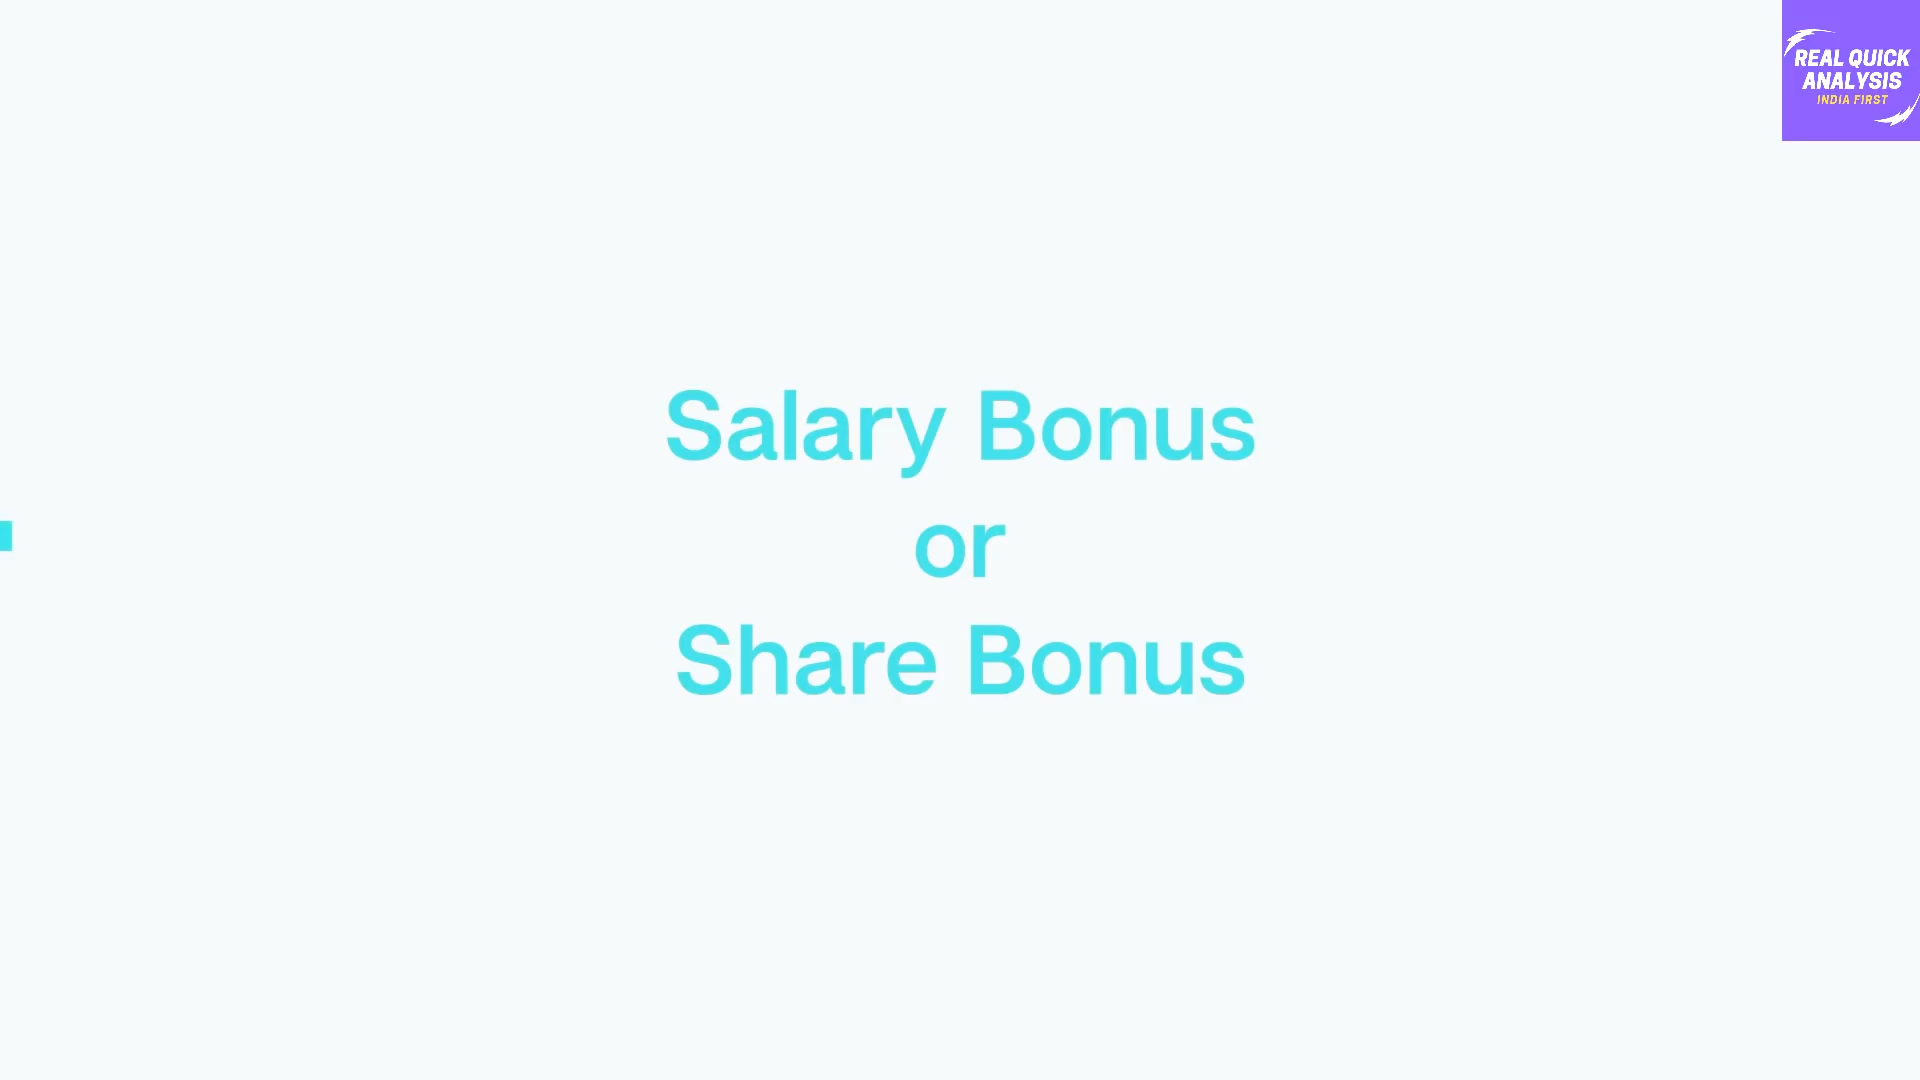 REAL QUICK
ANALYSIS
INDIA FIRST
Salary Bonus
or
Share Bonus